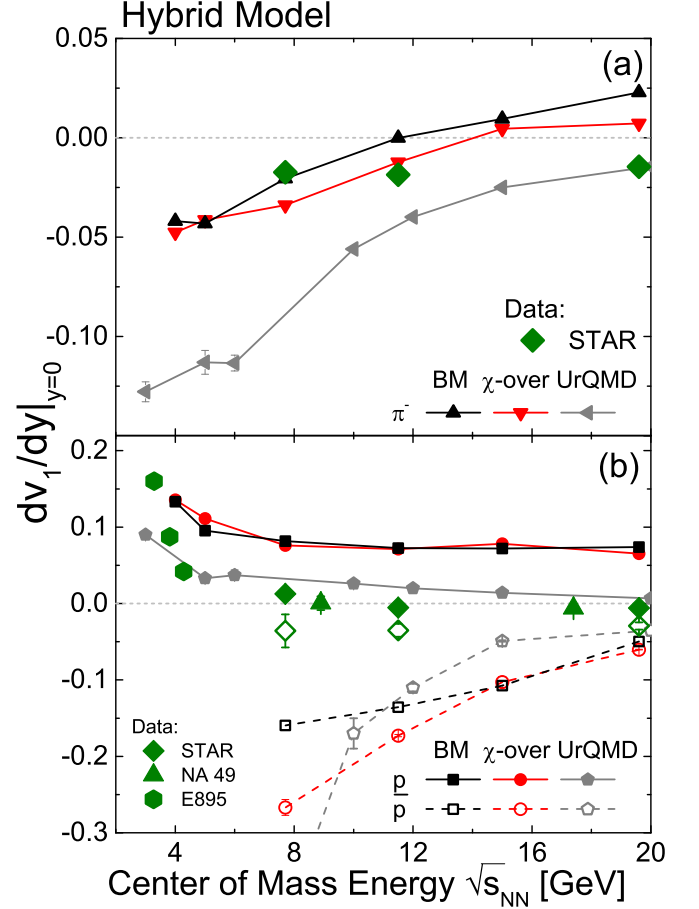 Hybrid Model
0.05
(a)
0.00
-0.05
-0.10
Data:
STAR
BM χ-over UrQMD
π-
dv1/dy|y=0
0.2
(b)
0.1
0.0
-0.1
-0.2
-0.3
Data:
STAR
NA 49
E895
BM χ-over UrQMD
p
p̅
4 8 12 16 20
Center of Mass Energy √sNN [GeV]